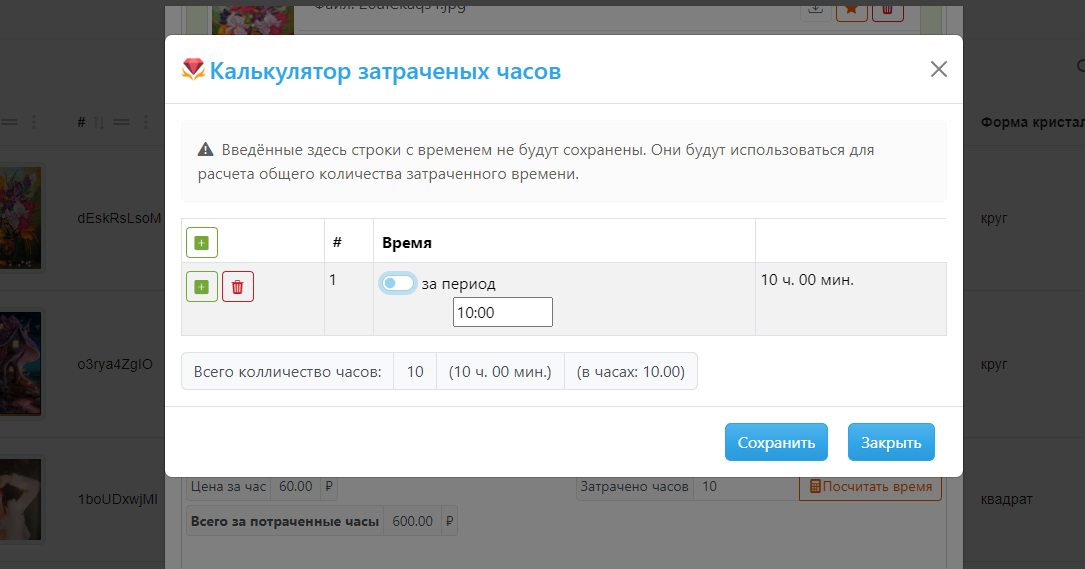 Калькулятор затраченых часов
Введённые здесь строки с временем не будут сохранены. Они будут использоваться для
расчета общего количества затраченного времени.
# Время
1 за период 10 ч. 00 мин.
10:00
Всего колличество часов: 10 (10 ч. 00 мин.) (в часах: 10.00)
Сохранить Закрыть
# Форма кристал
dEskRsLsoM круг
o3rya4ZgIO круг
1boUDxwjMI квадрат
Цена за час 60.00 ₽ Затрачено часов 10 Посчитать время
Всего за потраченные часы 600.00 ₽